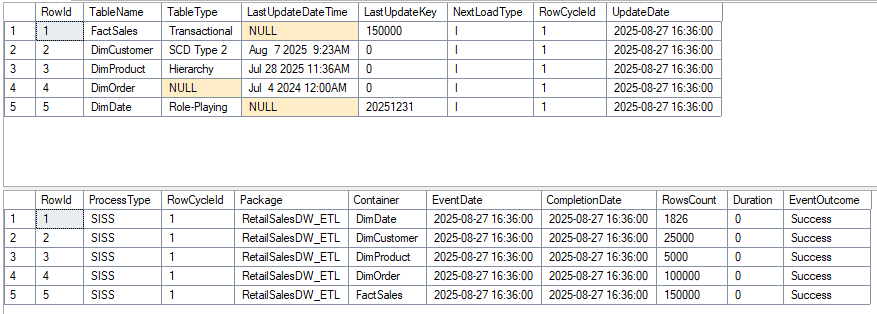 RowId TableName TableType LastUpdateDateTime LastUpdateKey NextLoadType RowCycleId UpdateDate
1 1 FactSales Transactional NULL 150000 I 1 2025-08-27 16:36:00
2 2 DimCustomer SCD Type 2 Aug 7 2025 9:23AM 0 I 1 2025-08-27 16:36:00
3 3 DimProduct Hierarchy Jul 28 2025 11:36AM 0 I 1 2025-08-27 16:36:00
4 4 DimOrder NULL Jul 4 2024 12:00AM 0 I 1 2025-08-27 16:36:00
5 5 DimDate Role-Playing NULL 20251231 I 1 2025-08-27 16:36:00
RowId ProcessType RowCycleId Package Container EventDate CompletionDate RowsCount Duration EventOutcome
1 1 SISS 1 RetailSalesDW_ETL DimDate 2025-08-27 16:36:00 2025-08-27 16:36:00 1826 0 Success
2 2 SISS 1 RetailSalesDW_ETL DimCustomer 2025-08-27 16:36:00 2025-08-27 16:36:00 25000 0 Success
3 3 SISS 1 RetailSalesDW_ETL DimProduct 2025-08-27 16:36:00 2025-08-27 16:36:00 5000 0 Success
4 4 SISS 1 RetailSalesDW_ETL DimOrder 2025-08-27 16:36:00 2025-08-27 16:36:00 100000 0 Success
5 5 SISS 1 RetailSalesDW_ETL FactSales 2025-08-27 16:36:00 2025-08-27 16:36:00 150000 0 Success